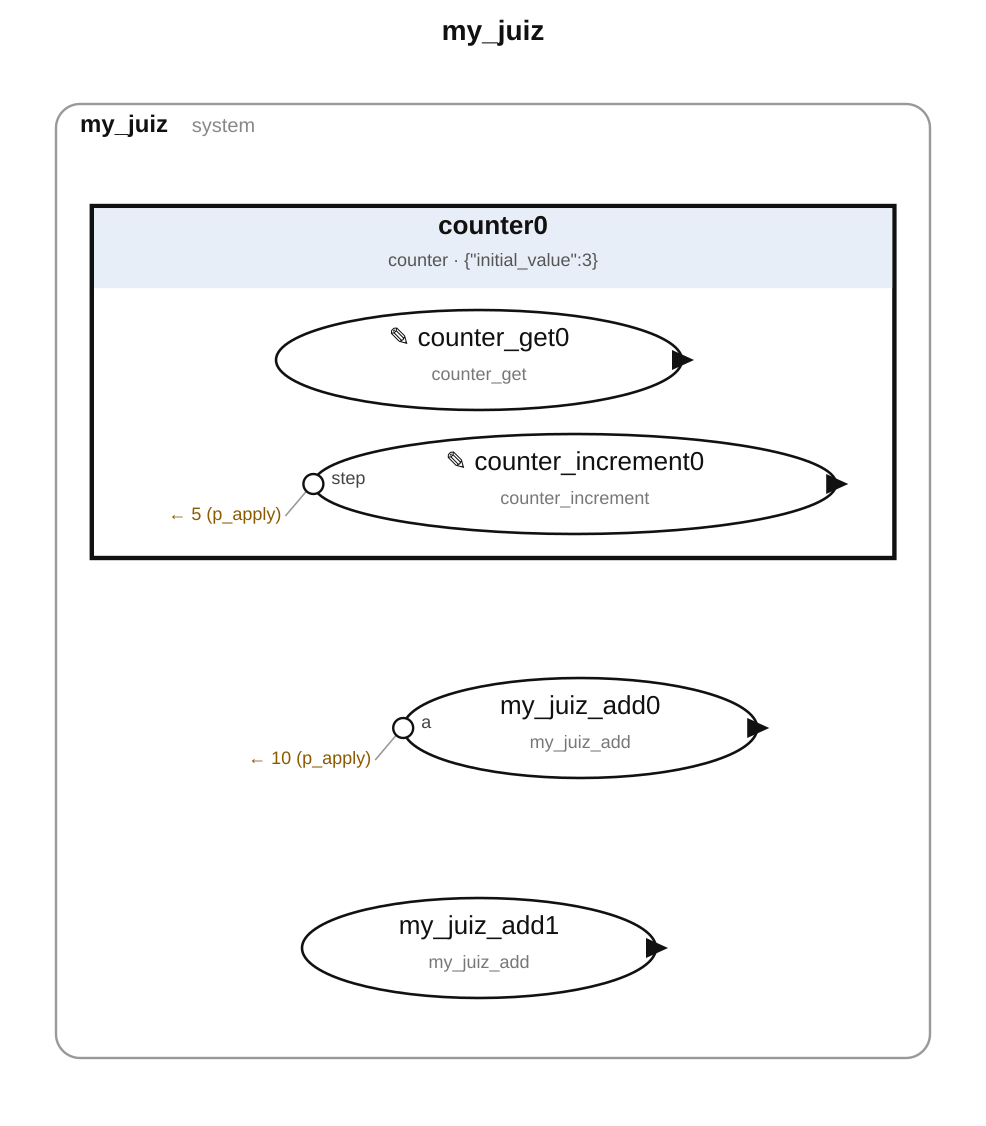 my_juiz
my_juiz system
counter0
counter · {"initial_value":3}
✎ counter_get0
counter_get
✎ counter_increment0
step
counter_increment
← 5 (p_apply)
my_juiz_add0
a
my_juiz_add
← 10 (p_apply)
my_juiz_add1
my_juiz_add